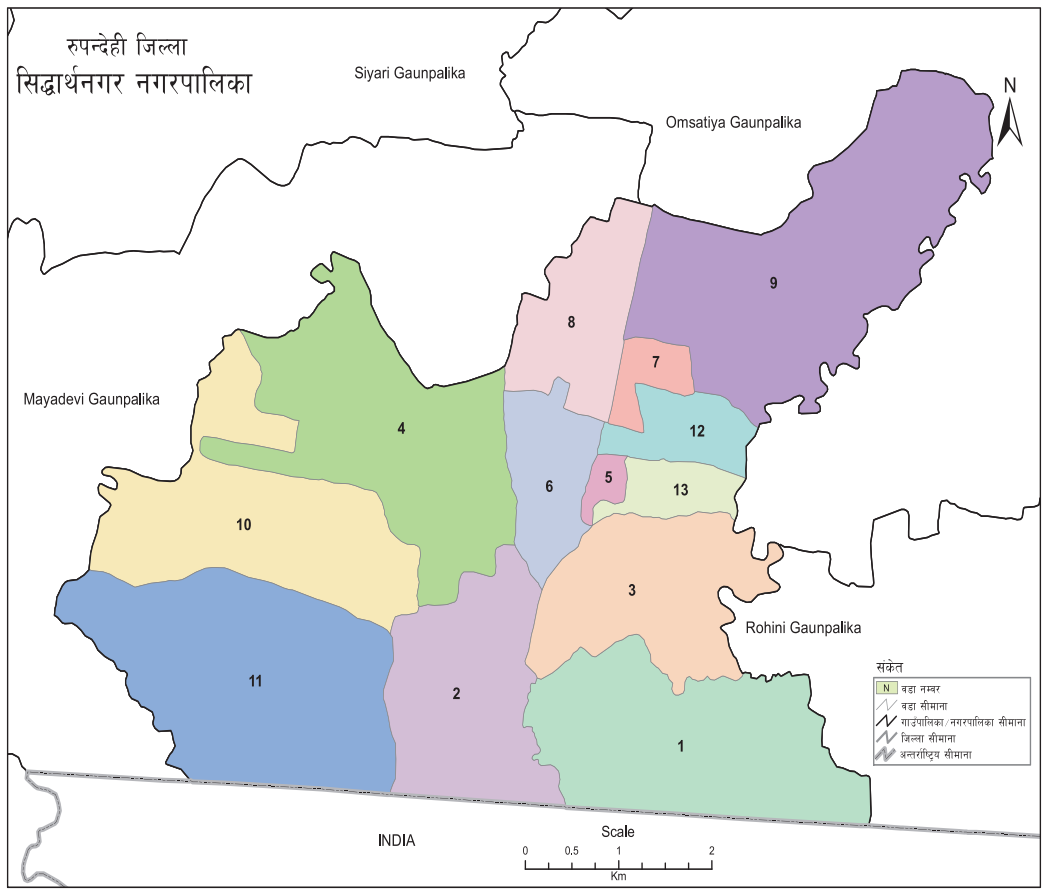 रुपन्देही जिल्ला
सिद्धार्थनगर नगरपालिका
Siyari Gaunpalika
N
Omsatiya Gaunpalika
9
8
7
Mayadevi Gaunpalika
4
12
5
6
13
10
3
Rohini Gaunpalika
11
2
1
संकेत
N वडा नम्बर
वडा सीमाना
गाउँपालिका/नगरपालिका सीमाना
जिल्ला सीमाना
अन्तर्राष्ट्रिय सीमाना
INDIA
Scale
0 0.5 1 2
Km